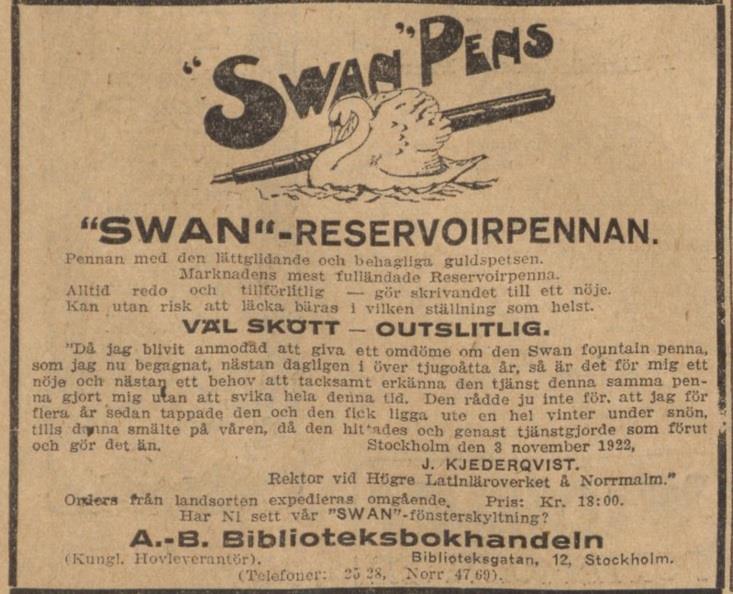 "SWAN" PENS
"SWAN"-RESERVOIRPENNAN.
Pennan med den lättglidande och behagliga guldspetsen.
Marknadens mest fulländade Reservoirpenna.
Alltid redo och tillförlitlig — gör skrivandet till ett nöje.
Kan utan risk att läcka bäras i vilken ställning som helst.
VÄL SKÖTT — OUTSLITLIG.
"Då jag blivit anmodad att giva ett omdöme om den Swan fountain penna,
som jag nu begagnat, nästan dagligen i över tjugoåtta år, så är det för mig ett
nöje och nästan ett behov att tacksamt erkänna den tjänst denna samma pen-
na gjort mig utan att svika hela denna tid. Den rådde ju inte för, att jag för
flera år sedan tappade den och den fick ligga ute en hel vinter under snön,
tills denna smälte på våren, då den hittades och genast tjänstgjorde som förut
och gör det än. Stockholm den 3 november 1922,
J. KJEDERQVIST.
Rektor vid Högre Latinläroverket å Norrmalm."
Orders från landsorten expedieras omgående. Pris: Kr. 18:00.
Har Ni sett vår "SWAN"-fönsterskyltning?
A.-B. Biblioteksbokhandeln
(Kungl. Hovleverantör). Biblioteksgatan, 12, Stockholm.
(Telefoner: 25 28, Norr 47 69).